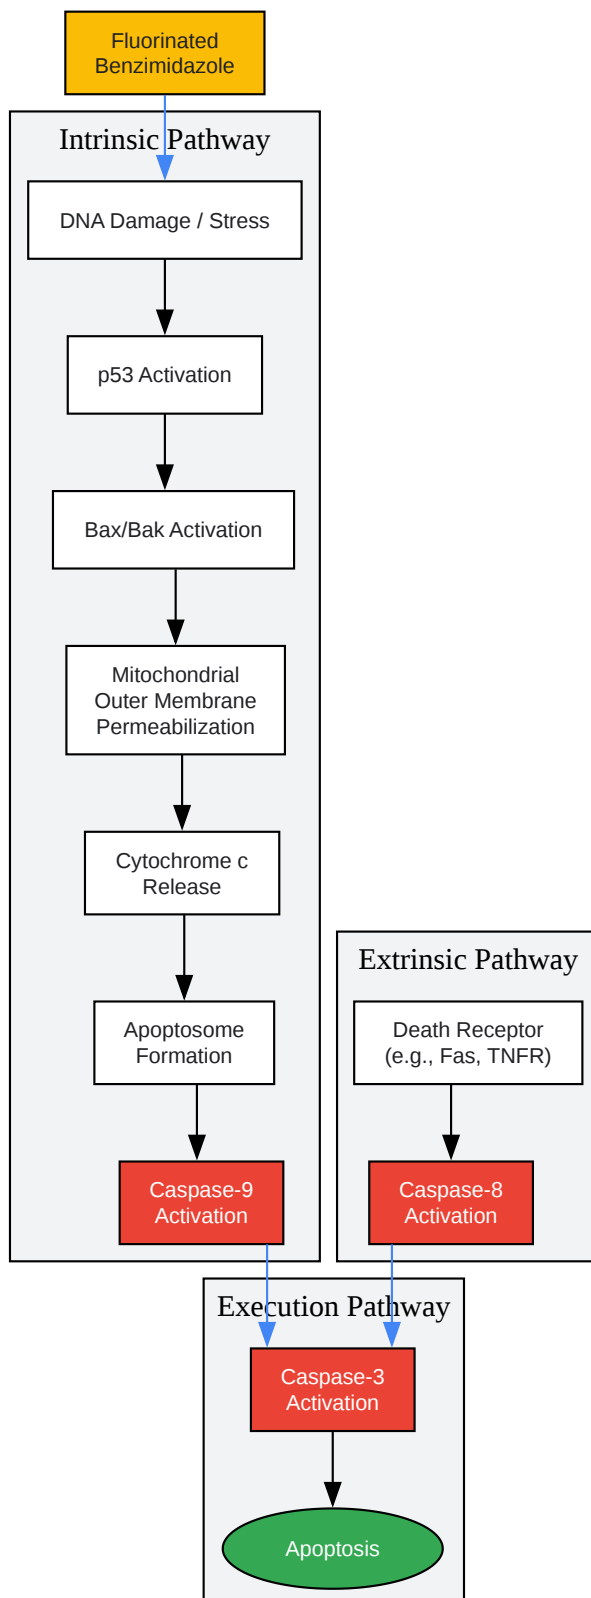 Fluorinated
Benzimidazole
Intrinsic Pathway
DNA Damage / Stress
p53 Activation
Bax/Bak Activation
Mitochondrial
Outer Membrane
Permeabilization
Cytochrome c
Release
Apoptosome
Formation
Caspase-9
Activation
Extrinsic Pathway
Death Receptor
(e.g., Fas, TNFR)
Caspase-8
Activation
Execution Pathway
Caspase-3
Activation
Apoptosis